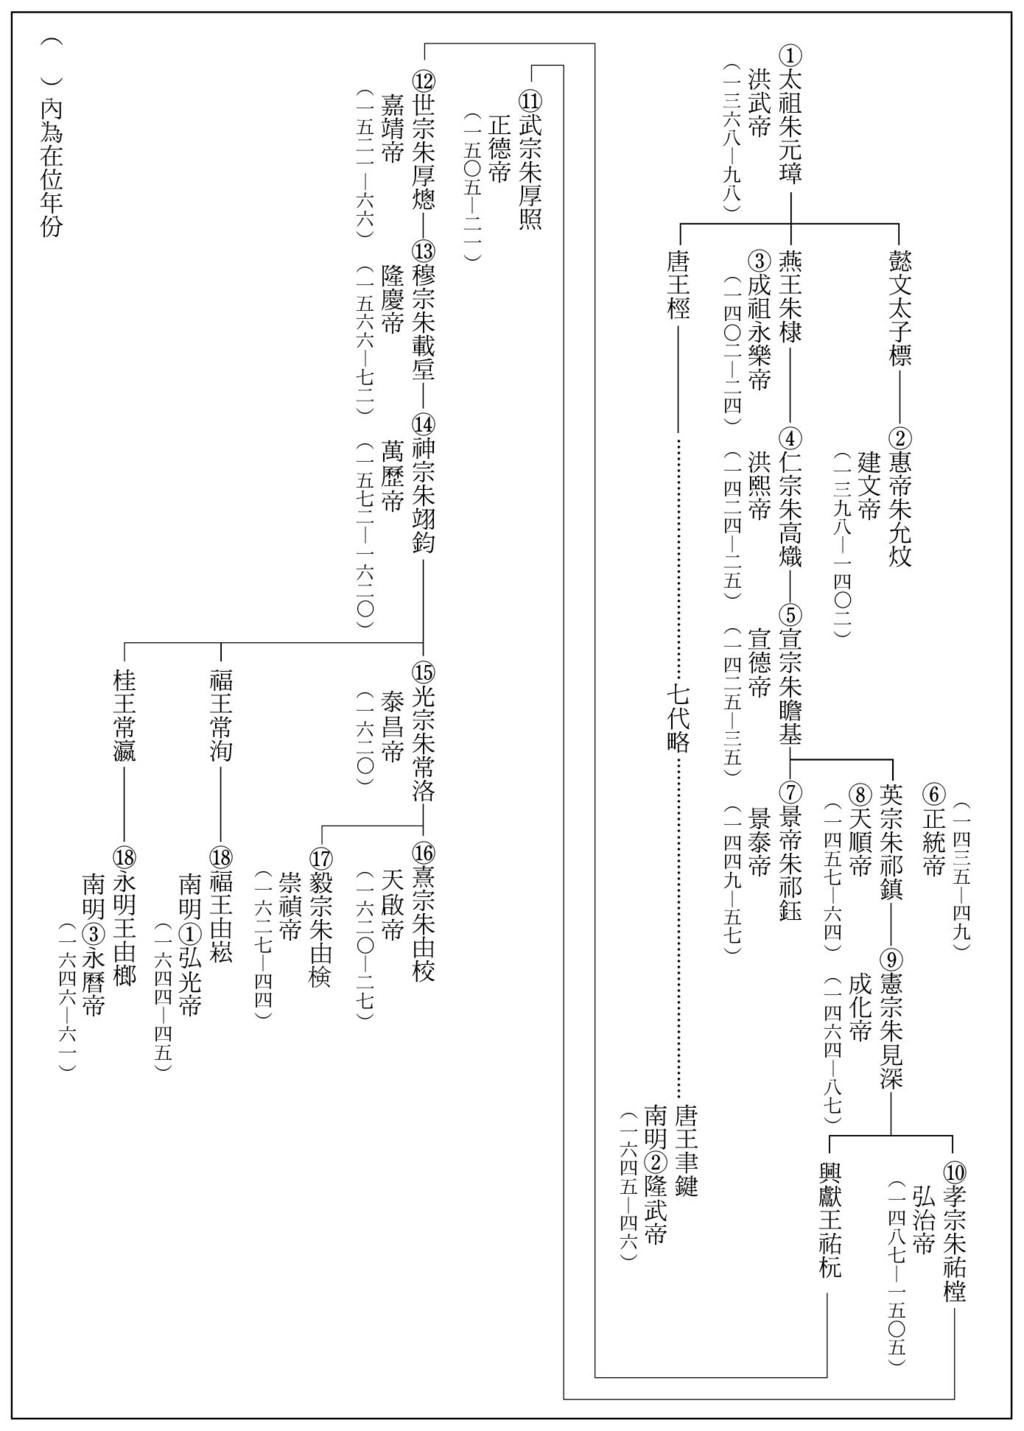 ①太祖朱元璋
洪武帝
（一三六八—九八）
懿文太子標
②惠帝朱允炆
建文帝
（一三九八—一四〇二）
燕王朱棣
③成祖永樂帝
（一四〇二—二四）
④仁宗朱高熾
洪熙帝
（一四二四—二五）
⑤宣宗朱瞻基
宣德帝
（一四二五—三五）
（一四三五—四九）
⑥正統帝
英宗朱祁鎮
⑧天順帝
（一四五七—六四）
⑦景帝朱祁鈺
景泰帝
（一四四九—五七）
⑨憲宗朱見深
成化帝
（一四六四—八七）
⑩孝宗朱祐樘
弘治帝
（一四八七—一五〇五）
興獻王祐杬
唐王桱
七代略
唐王聿鍵
南明②隆武帝
（一六四五—四六）
⑪武宗朱厚照
正德帝
（一五〇五—二一）
⑫世宗朱厚熜
嘉靖帝
（一五二一—六六）
⑬穆宗朱載垕
隆慶帝
（一五六六—七二）
⑭神宗朱翊鈞
萬歷帝
（一五七二—一六二〇）
⑮光宗朱常洛
泰昌帝
（一六二〇）
福王常洵
桂王常瀛
⑯熹宗朱由校
天啟帝
（一六二〇—二七）
⑰毅宗朱由検
崇禎帝
（一六二七—四四）
⑱福王由崧
南明①弘光帝
（一六四四—四五）
⑱永明王由榔
南明③永曆帝
（一六四六—六一）
（　）內為在位年份